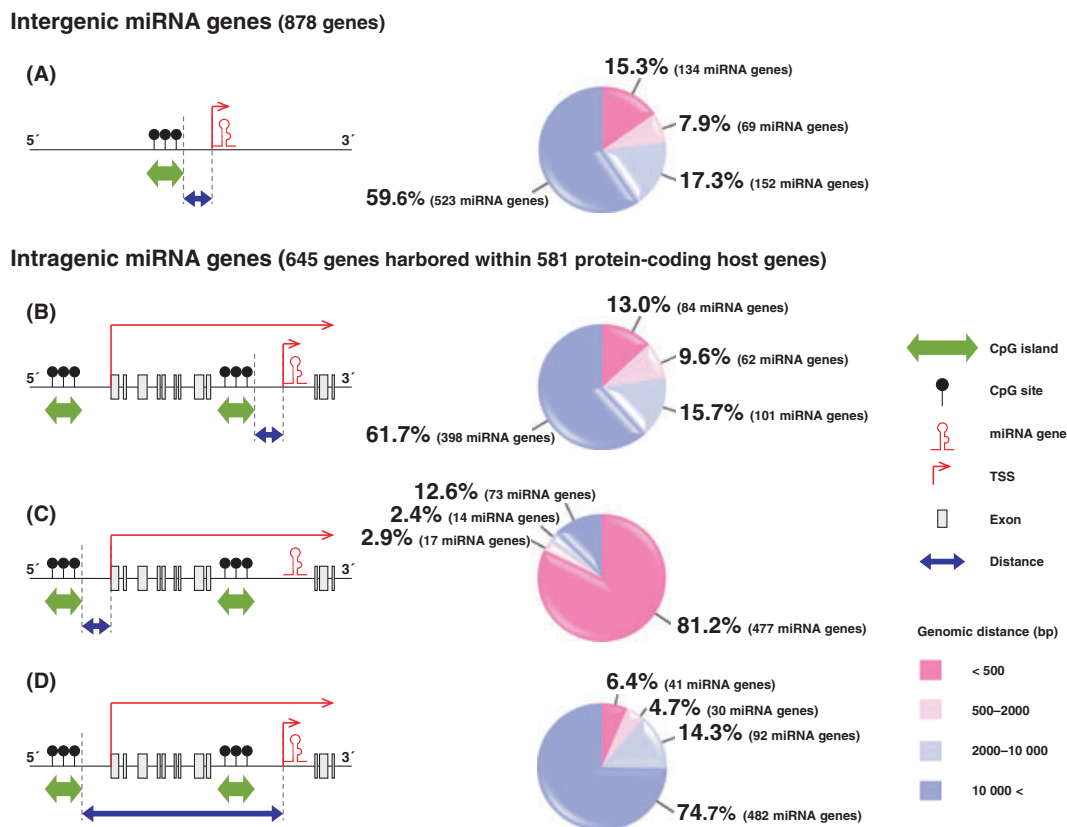 Intergenic miRNA genes (878 genes)
(A)
5´ 3´
15.3% (134 miRNA genes)
7.9% (69 miRNA genes)
17.3% (152 miRNA genes)
59.6% (523 miRNA genes)
Intragenic miRNA genes (645 genes harbored within 581 protein-coding host genes)
(B)
5´ 3´
13.0% (84 miRNA genes)
9.6% (62 miRNA genes)
15.7% (101 miRNA genes)
61.7% (398 miRNA genes)
(C)
5´ 3´
12.6% (73 miRNA genes)
2.4% (14 miRNA genes)
2.9% (17 miRNA genes)
81.2% (477 miRNA genes)
(D)
5´ 3´
6.4% (41 miRNA genes)
4.7% (30 miRNA genes)
14.3% (92 miRNA genes)
74.7% (482 miRNA genes)
CpG island
CpG site
miRNA gene
TSS
Exon
Distance
Genomic distance (bp)
< 500
500–2000
2000–10 000
10 000 <